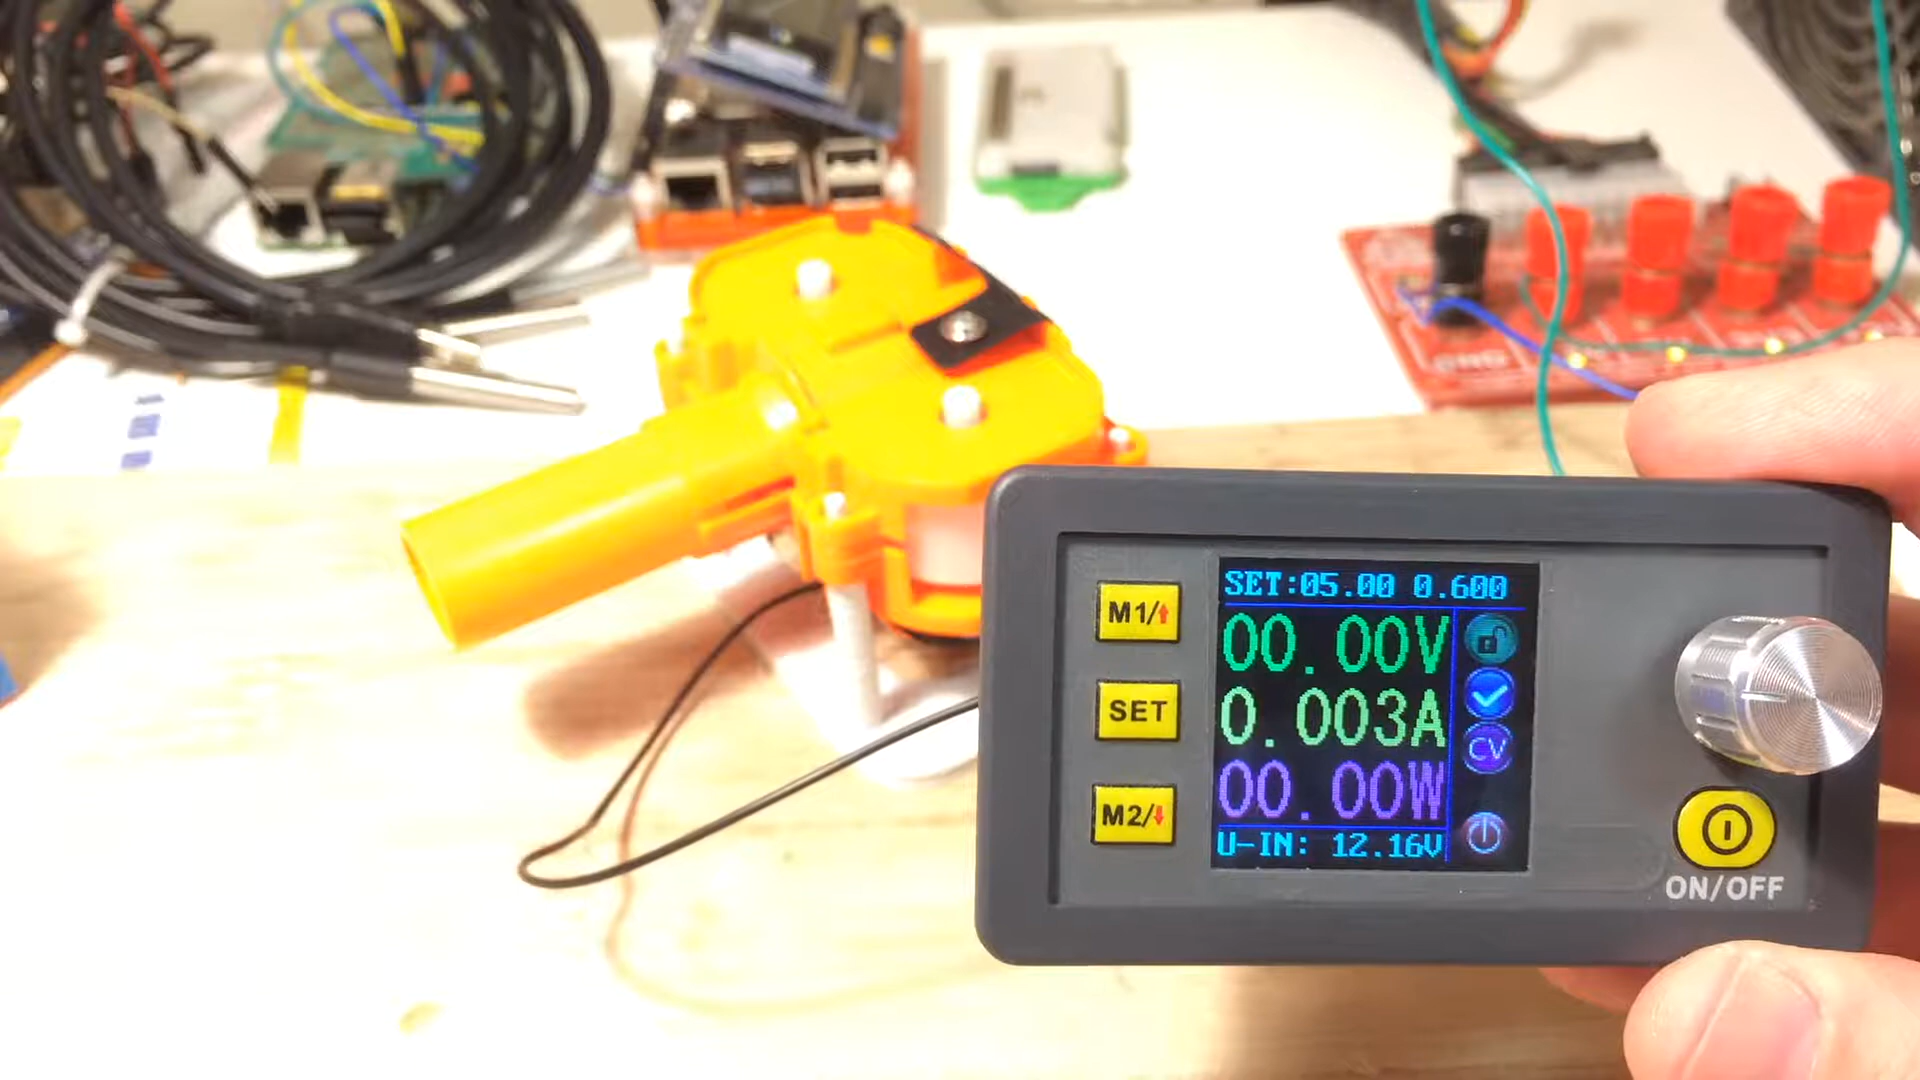 GND
M1/
SET
M2/
SET:05.00 0.600
00.00V
0.003A
00.00W
U-IN: 12.16V
CV
ON/OFF